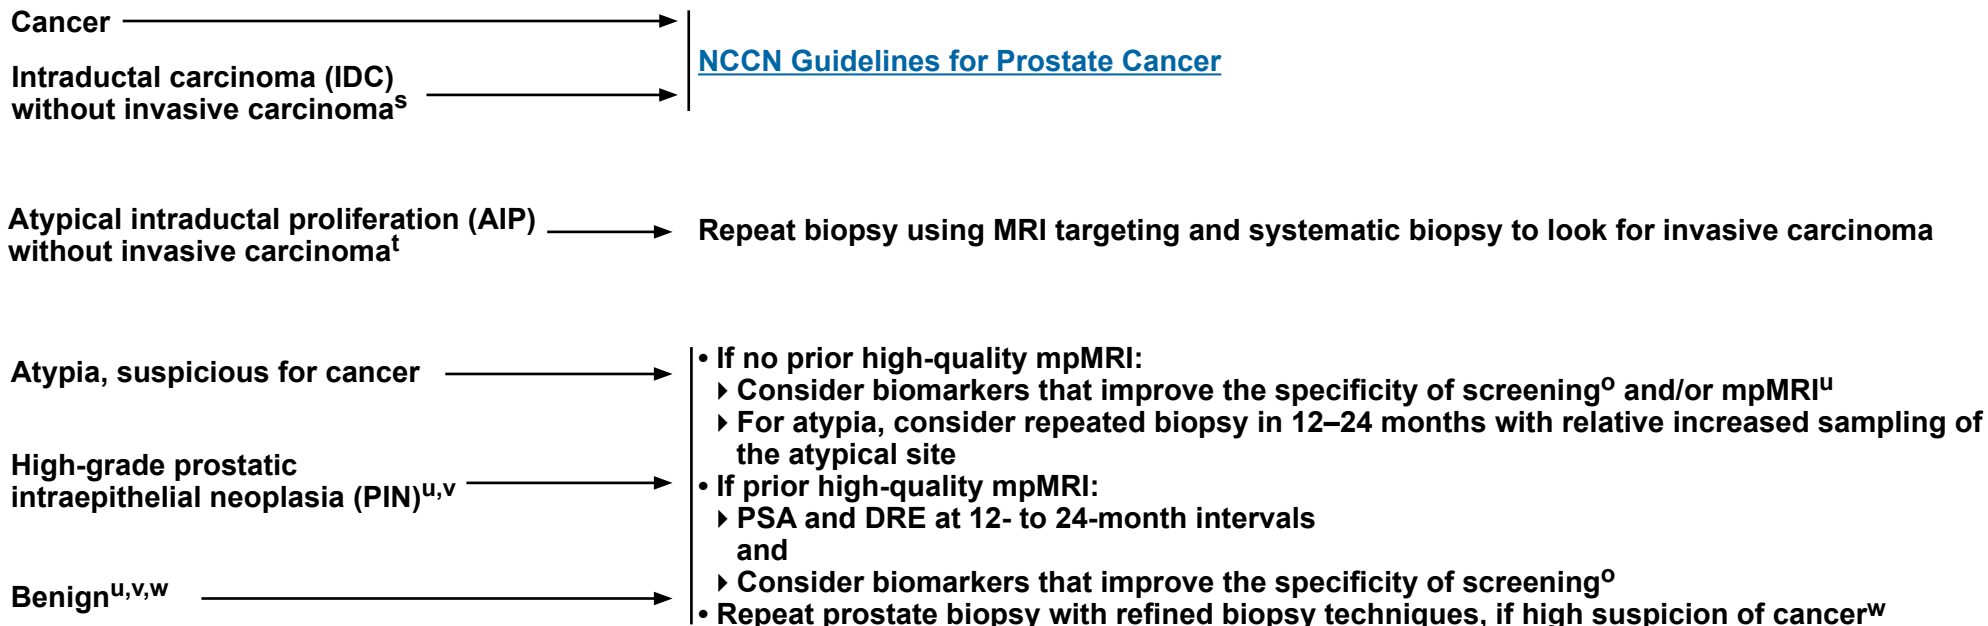 Cancer
Intraductal carcinoma (IDC)
without invasive carcinomaˢ
NCCN Guidelines for Prostate Cancer
Atypical intraductal proliferation (AIP)
without invasive carcinomaᵗ
Repeat biopsy using MRI targeting and systematic biopsy to look for invasive carcinoma
Atypia, suspicious for cancer
High-grade prostatic
intraepithelial neoplasia (PIN)ᵘ,ᵛ
Benignᵘ,ᵛ,ʷ
• If no prior high-quality mpMRI:
▸ Consider biomarkers that improve the specificity of screeningᵒ and/or mpMRIᵘ
▸ For atypia, consider repeated biopsy in 12–24 months with relative increased sampling of
the atypical site
• If prior high-quality mpMRI:
▸ PSA and DRE at 12- to 24-month intervals
and
▸ Consider biomarkers that improve the specificity of screeningᵒ
• Repeat prostate biopsy with refined biopsy techniques, if high suspicion of cancerʷ